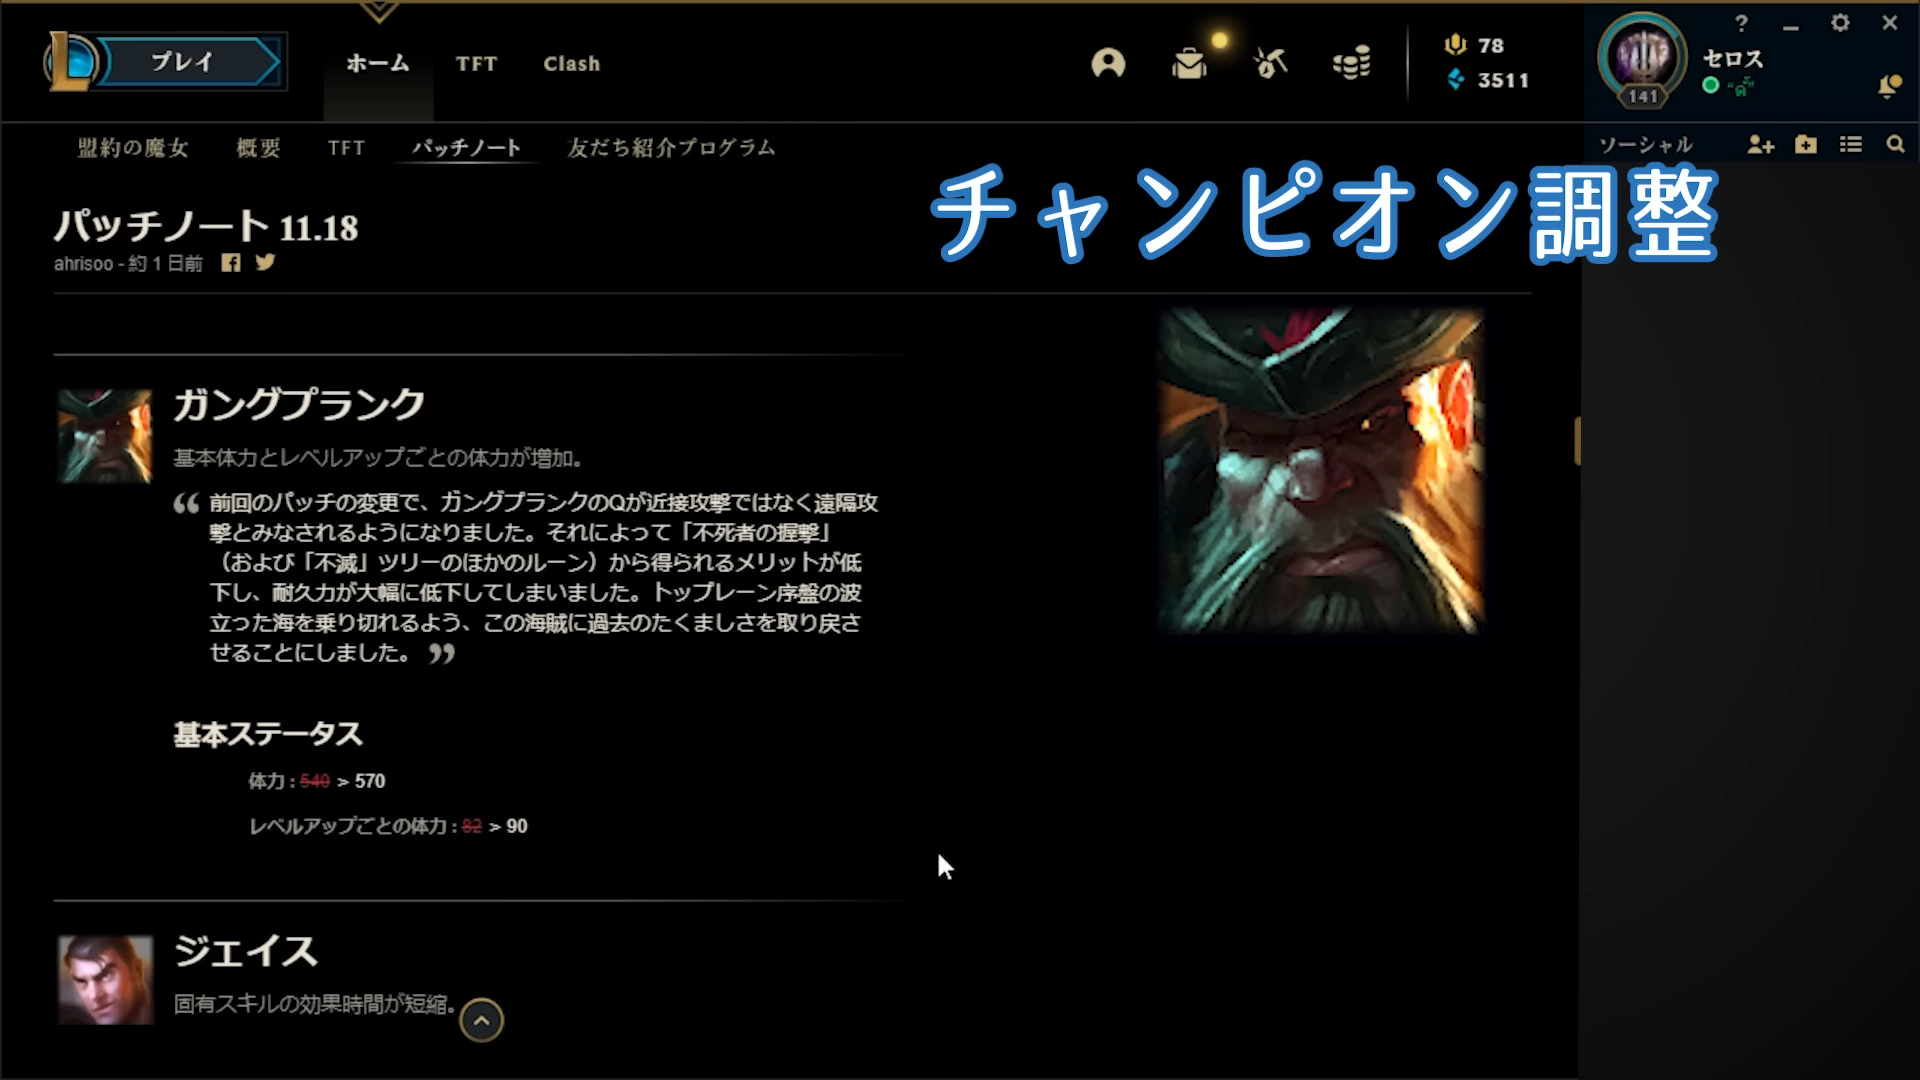 プレイ
ホーム
TFT
Clash
78
3511
141
セロス
盟約の魔女
概要
TFT
パッチノート
友だち紹介プログラム
ソーシャル
チャンピオン調整
パッチノート 11.18
ahrisoo - 約 1 日前
ガングプランク
基本体力とレベルアップごとの体力が増加。
“ 前回のパッチの変更で、ガングプランクのQが近接攻撃ではなく遠隔攻
撃とみなされるようになりました。それによって「不死者の握撃」
（および「不滅」ツリーのほかのルーン）から得られるメリットが低
下し、耐久力が大幅に低下してしまいました。トップレーン序盤の波
立った海を乗り切れるよう、この海賊に過去のたくましさを取り戻さ
せることにしました。 ”
基本ステータス
体力 : 540 > 570
レベルアップごとの体力 : 82 > 90
ジェイス
固有スキルの効果時間が短縮。